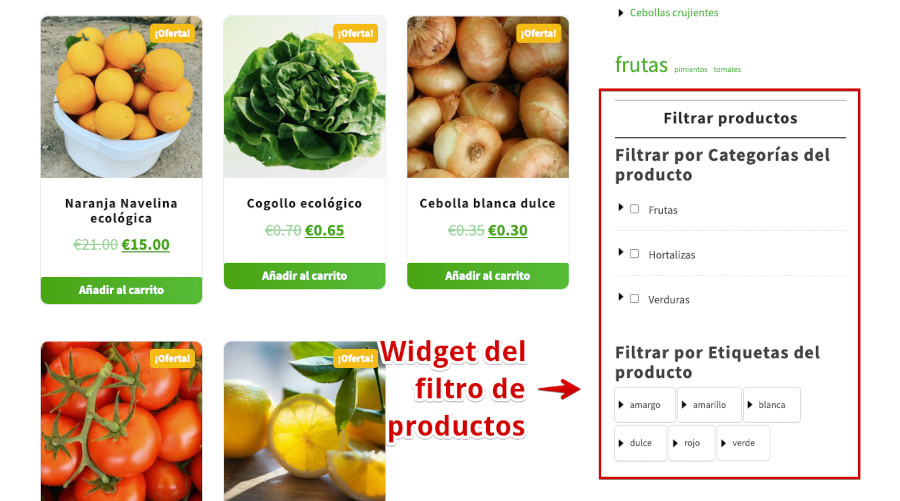 ¡Oferta!
Naranja Navelina
ecológica
€21.00 €15.00
Añadir al carrito
¡Oferta!
Cogollo ecológico
€0.70 €0.65
Añadir al carrito
¡Oferta!
Cebolla blanca dulce
€0.35 €0.30
Añadir al carrito
¡Oferta!
¡Oferta!
Widget del
filtro de
productos
Cebollas crujientes
frutas pimientos tomates
Filtrar productos
Filtrar por Categorías del
producto
Frutas
Hortalizas
Verduras
Filtrar por Etiquetas del
producto
amargo amarillo blanca
dulce rojo verde